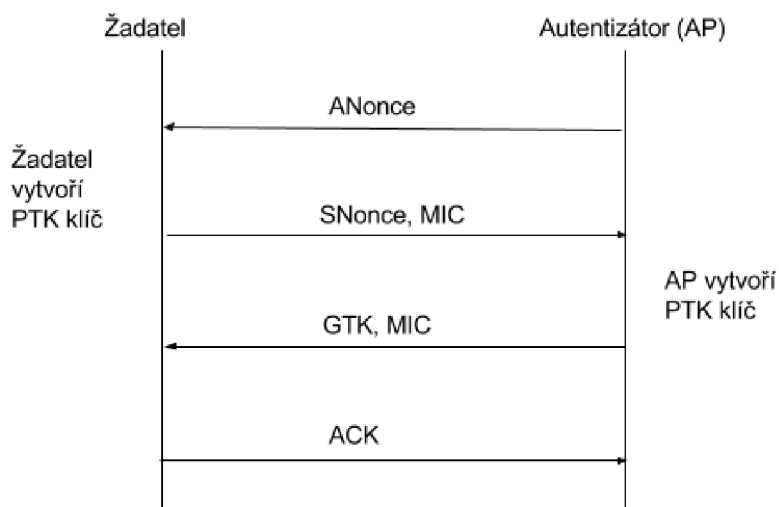 Žadatel
Autentizátor (AP)
ANonce
Žadatel
vytvoří
PTK klíč
SNonce, MIC
AP vytvoří
PTK klíč
GTK, MIC
ACK